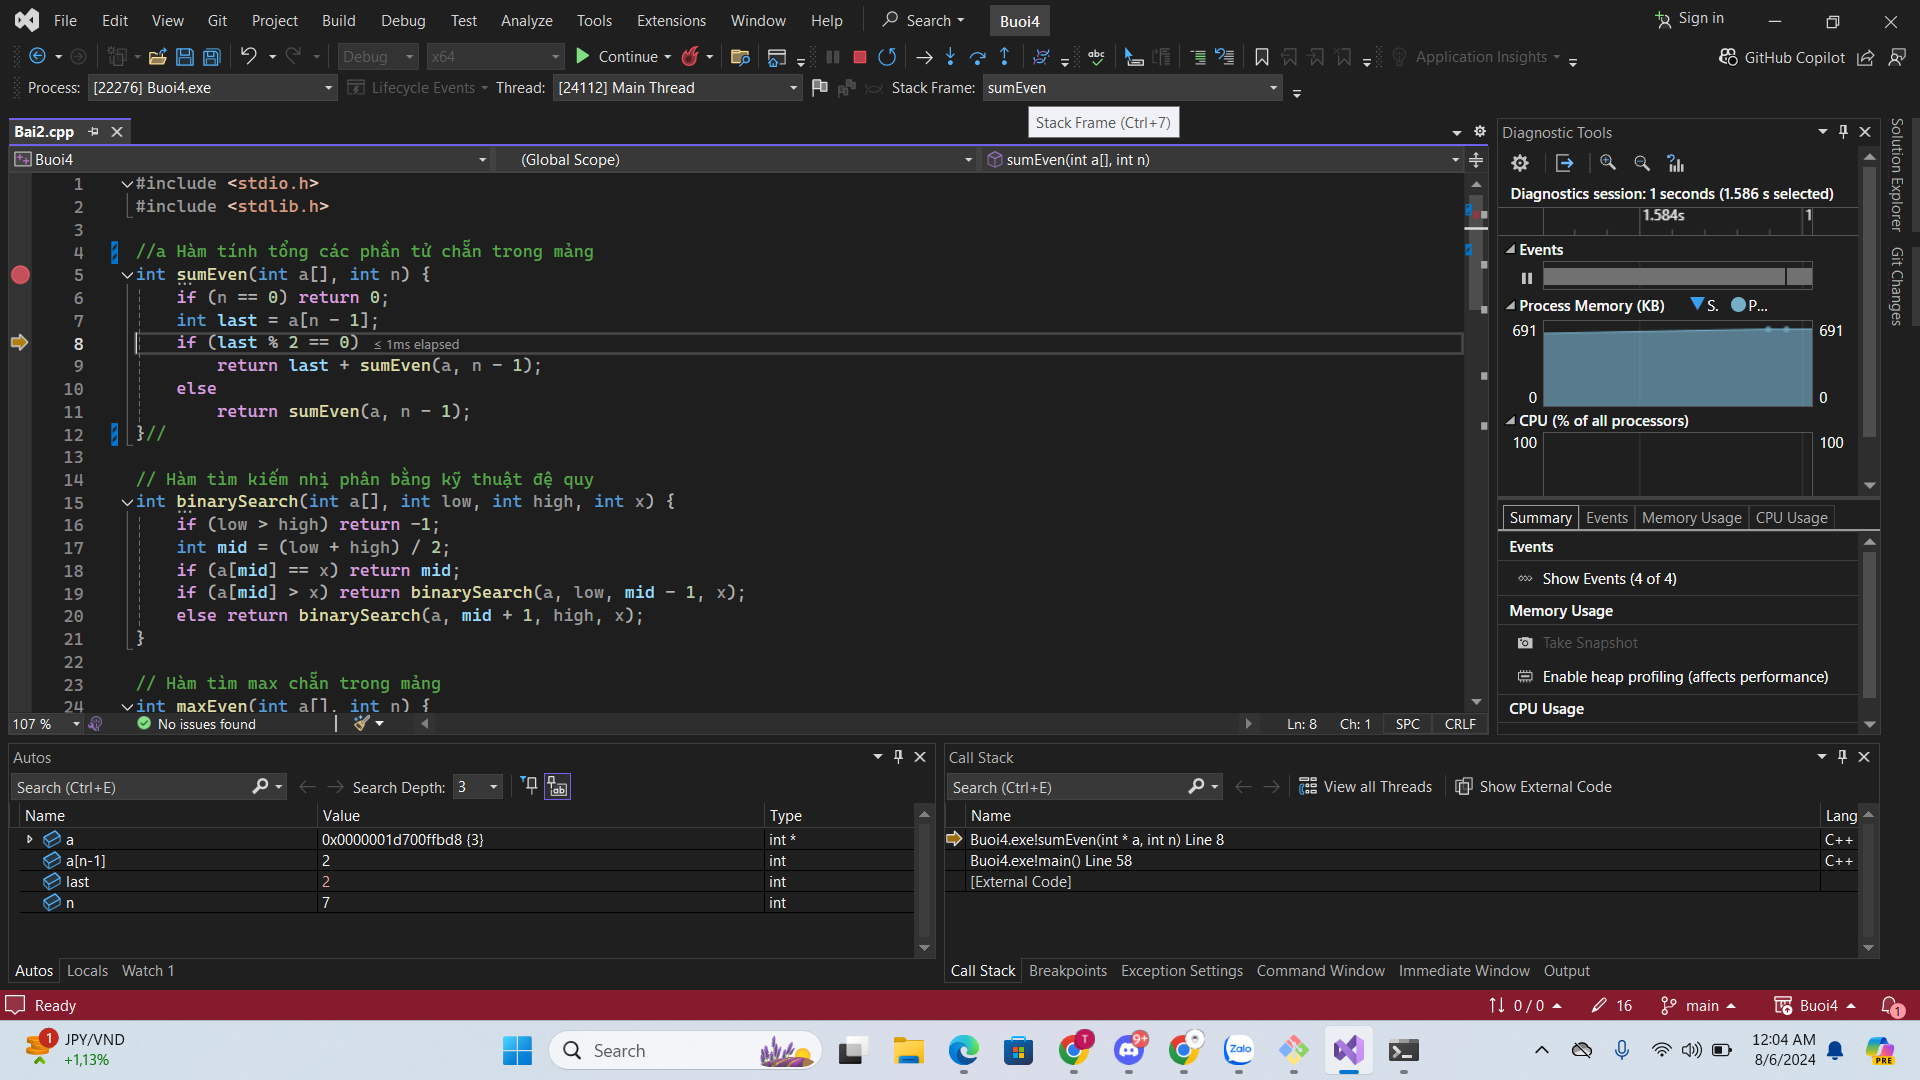 File Edit View Git Project Build Debug Test Analyze Tools Extensions Window Help Search Buoi4 Sign in
Debug x64 Continue abc Application Insights GitHub Copilot
Process: [22276] Buoi4.exe Lifecycle Events Thread: [24112] Main Thread Stack Frame: sumEven
Stack Frame (Ctrl+7)
Bai2.cpp
Buoi4 (Global Scope) sumEven(int a[], int n)
1 #include <stdio.h>
2 #include <stdlib.h>
3
4 //a Hàm tính tổng các phần tử chẵn trong mảng
5 int sumEven(int a[], int n) {
6 if (n == 0) return 0;
7 int last = a[n - 1];
8 if (last % 2 == 0) ≤ 1ms elapsed
9 return last + sumEven(a, n - 1);
10 else
11 return sumEven(a, n - 1);
12 }//
13
14 // Hàm tìm kiếm nhị phân bằng kỹ thuật đệ quy
15 int binarySearch(int a[], int low, int high, int x) {
16 if (low > high) return -1;
17 int mid = (low + high) / 2;
18 if (a[mid] == x) return mid;
19 if (a[mid] > x) return binarySearch(a, low, mid - 1, x);
20 else return binarySearch(a, mid + 1, high, x);
21 }
22
23 // Hàm tìm max chẵn trong mảng
24 int maxEven(int a[], int n) {
107 % No issues found Ln: 8 Ch: 1 SPC CRLF
Diagnostic Tools
Diagnostics session: 1 seconds (1.586 s selected)
1.584s 1
Events
Process Memory (KB) S. P...
691 691
0 0
CPU (% of all processors)
100 100
Summary Events Memory Usage CPU Usage
Events
Show Events (4 of 4)
Memory Usage
Take Snapshot
Enable heap profiling (affects performance)
CPU Usage
Solution Explorer
Git Changes
Autos
Search (Ctrl+E) Search Depth: 3
Name Value Type
a 0x0000001d700ffbd8 {3} int *
a[n-1] 2 int
last 2 int
n 7 int
Autos Locals Watch 1
Call Stack
Search (Ctrl+E) View all Threads Show External Code
Name Lang
Buoi4.exe!sumEven(int * a, int n) Line 8 C++
Buoi4.exe!main() Line 58 C++
[External Code]
Call Stack Breakpoints Exception Settings Command Window Immediate Window Output
Ready 0 / 0 16 main Buoi4 1
1 JPY/VND
+1,13%
Search
T
9+
Zalo
12:04 AM
8/6/2024
PRE